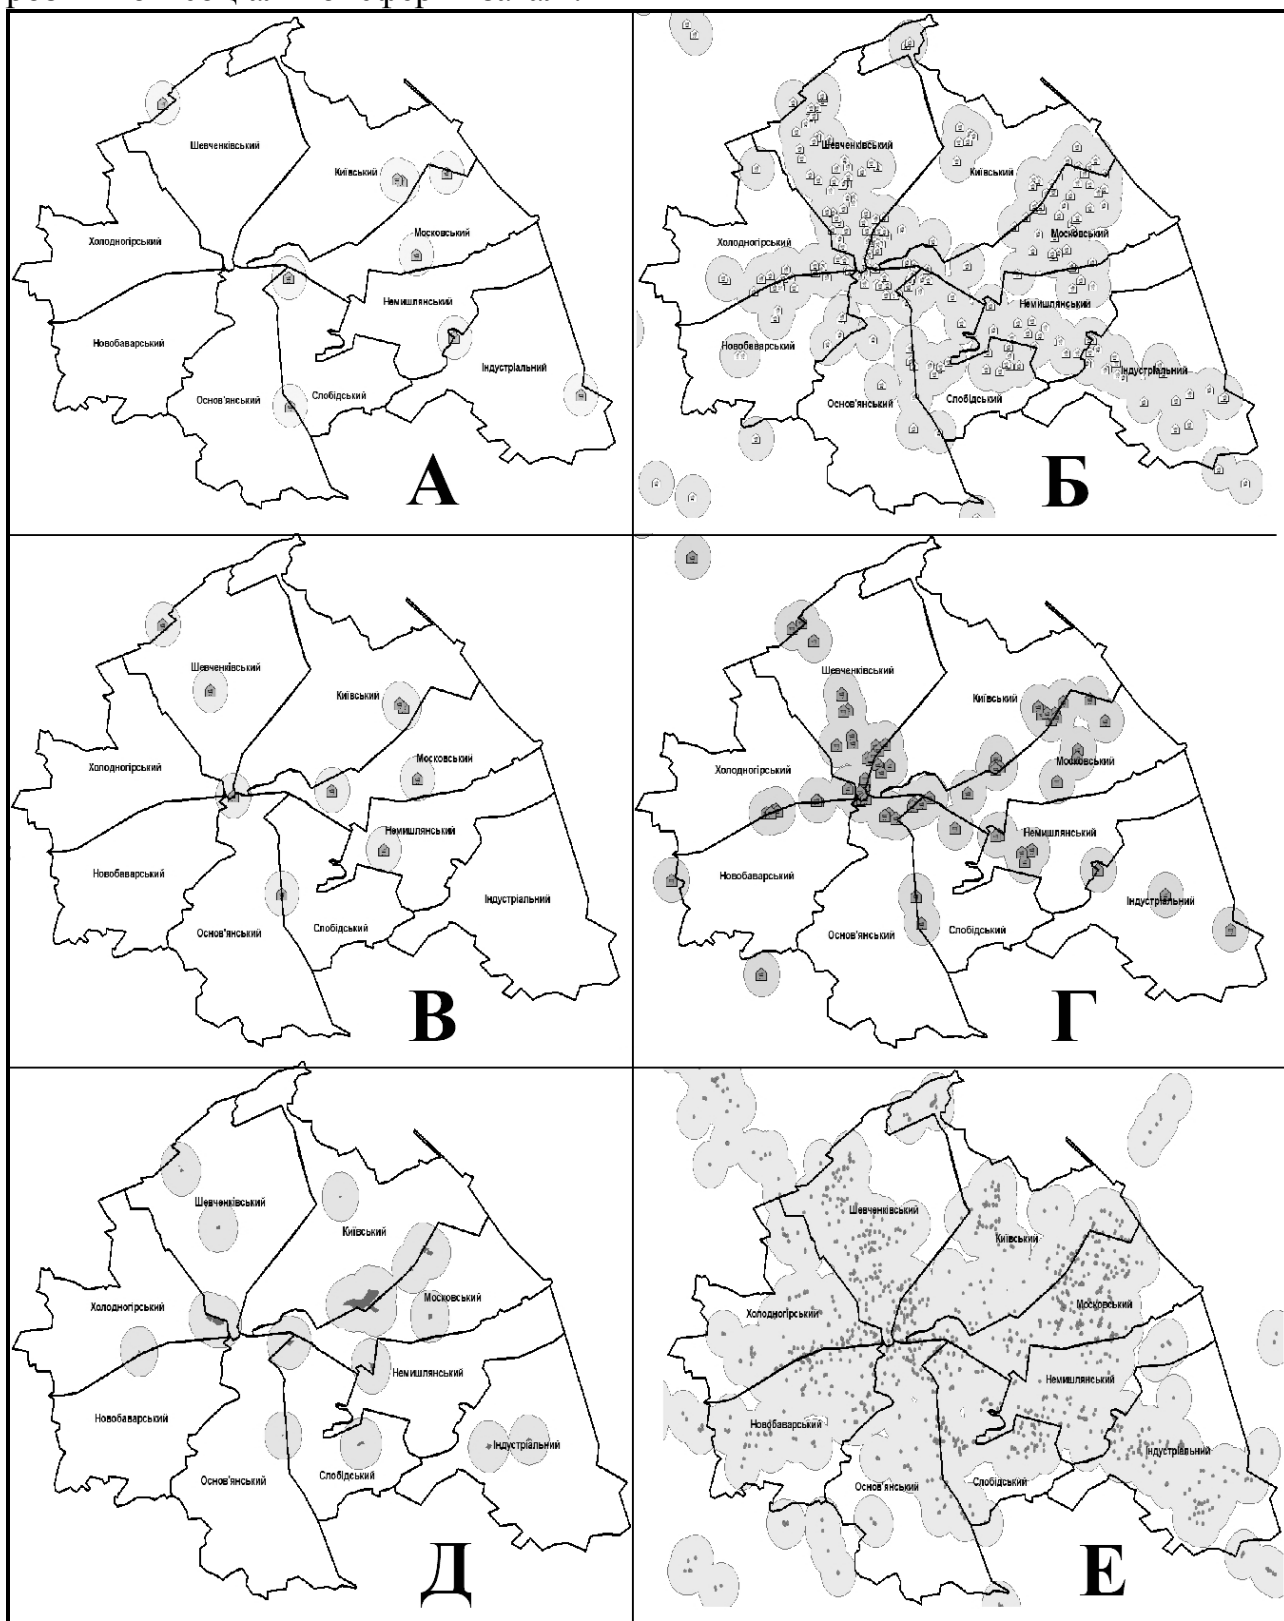 Шевченківський
Київський
Московський
Холодногірський
Немишлянський
Новобаварський
Індустріальний
Основ'янський
Слобідський
А
Шевченківський
Київський
Московський
Холодногірський
Немишлянський
Новобаварський
Індустріальний
Основ'янський
Слобідський
Б
Шевченківський
Київський
Московський
Холодногірський
Немишлянський
Новобаварський
Індустріальний
Основ'янський
Слобідський
В
Шевченківський
Київський
Московський
Холодногірський
Немишлянський
Новобаварський
Індустріальний
Основ'янський
Слобідський
Г
Шевченківський
Київський
Московський
Холодногірський
Немишлянський
Новобаварський
Індустріальний
Основ'янський
Слобідський
Д
Шевченківський
Київський
Московський
Холодногірський
Немишлянський
Новобаварський
Індустріальний
Основ'янський
Слобідський
Е